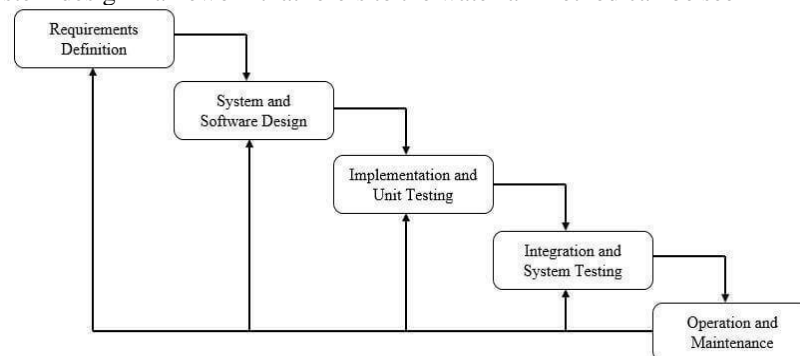 Requirements
Definition
System and
Software Design
Implementation and
Unit Testing
Integration and
System Testing
Operation and
Maintenance